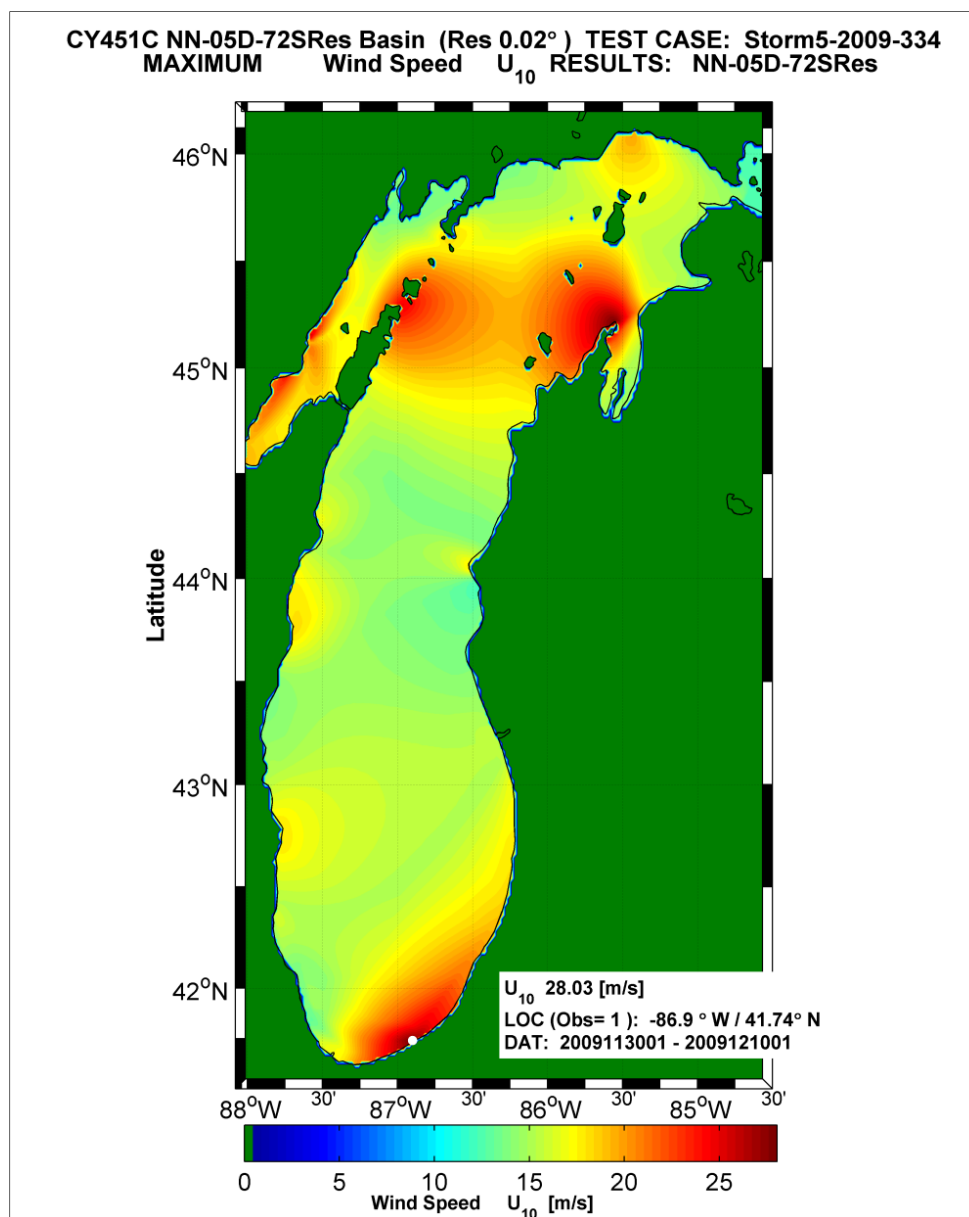 CY451C NN-05D-72SRes Basin (Res 0.02° ) TEST CASE: Storm5-2009-334
MAXIMUM Wind Speed U10 RESULTS: NN-05D-72SRes
46°N
45°N
44°N
43°N
42°N
Latitude
U10 28.03 [m/s]
LOC (Obs= 1 ): -86.9 ° W / 41.74° N
DAT: 2009113001 - 2009121001
88°W 30' 87°W 30' 86°W 30' 85°W 30'
0 5 10 15 20 25
Wind Speed U10 [m/s]